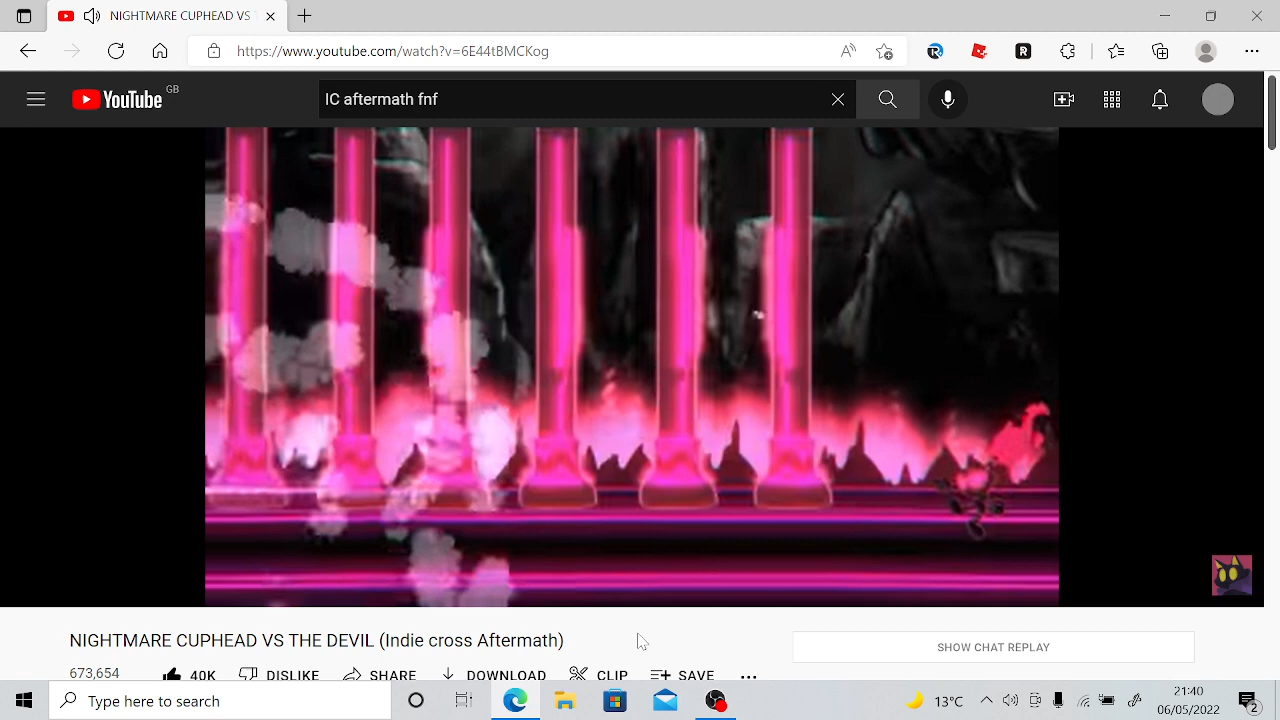 NIGHTMARE CUPHEAD VS
https://www.youtube.com/watch?v=6E44tBMCKog
YouTube GB
IC aftermath fnf
NIGHTMARE CUPHEAD VS THE DEVIL (Indie cross Aftermath)
SHOW CHAT REPLAY
673,654
40K
DISLIKE
SHARE
DOWNLOAD
CLIP
SAVE
Type here to search
13°C
21:40
06/05/2022
2